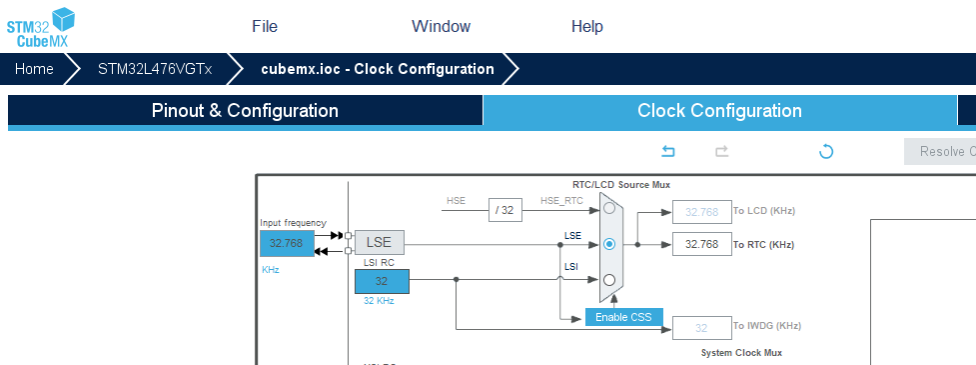 STM32
CubeMX
File
Window
Help
Home
STM32L476VGTx
cubemx.ioc - Clock Configuration
Pinout & Configuration
Clock Configuration
Resolve C
RTC/LCD Source Mux
HSE
/ 32
HSE_RTC
32.768
To LCD (KHz)
Input frequency
32.768
KHz
LSE
LSE
32.768
To RTC (KHz)
LSI RC
32
32 KHz
LSI
Enable CSS
32
To IWDG (KHz)
System Clock Mux